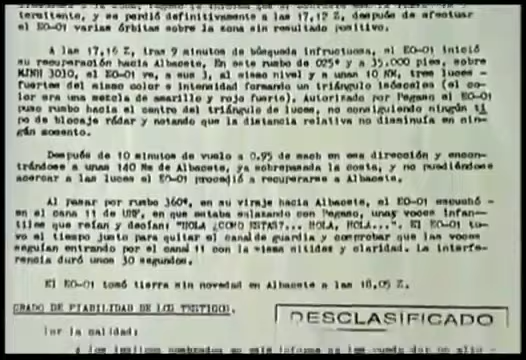 termitente, y se perdió definitivamente a las 17,12 Z, después de efectuar
el EO-01 varias órbitas sobre la zona sin resultado positivo.
A las 17,16 Z, tras 9 minutos de búsqueda infructuosa, el EO-01 inició
su recuperación hacia Albacete. En este rumbo de 025º y a 35,000 pies, sobre
MINH 3010, el EO-01 ve, a sus 3, al mismo nivel y a unas 10 NM, tres luces
fuertes del mismo color e intensidad formando un triángulo isósceles (el co-
lor era una mezcla de amarillo y rojo fuerte). Autorizado por Pegaso el EO-01
puso rumbo hacia el centro del triángulo de luces, no consiguiendo ningún ti
po de blocaje rádar y notando que la distancia relativa no disminuía en nin-
gún momento.
Después de 10 minutos de vuelo a 0.95 de mach en esa dirección y encon-
trándose a unas 140 NM de Albacete, ya sobrepasada la costa, y no pudiéndose
acercar a las luces el EO-01 procedió a recuperarse a Albacete.
Al pasar por rumbo 360º, en su viraje hacia Albacete, el EO-01 escuchó -
en el cana 11 de UHF, en que estaba enlazando con Pegaso, unas voces infan-
tiles que reían y decían: "HOLA ¿COMO ESTAS?... HOLA, HOLA...". El EO-01 tu-
vo el tiempo justo para quitar el canal de guardia y comprobar que las voces
seguían entrando por el canal 11 con la misma nitidez y claridad. La interfe-
rencia duró unos 30 segundos.
El EO-01 tomó tierra sin novedad en Albacete a las 18,05 Z.
GRADO DE FIABILIDAD DE LOS TESTIGOS.
DESCLASIFICADO
Por la calidad: